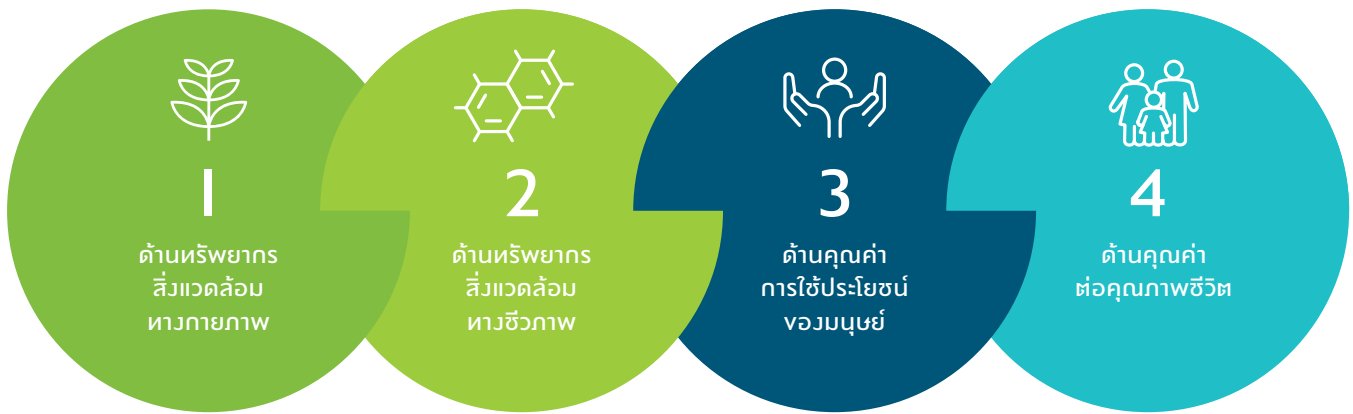 1
ด้านทรัพยากร
สิ่งแวดล้อม
ทางกายภาพ
2
ด้านทรัพยากร
สิ่งแวดล้อม
ทางชีวภาพ
3
ด้านคุณค่า
การใช้ประโยชน์
ของมนุษย์
4
ด้านคุณค่า
ต่อคุณภาพชีวิต